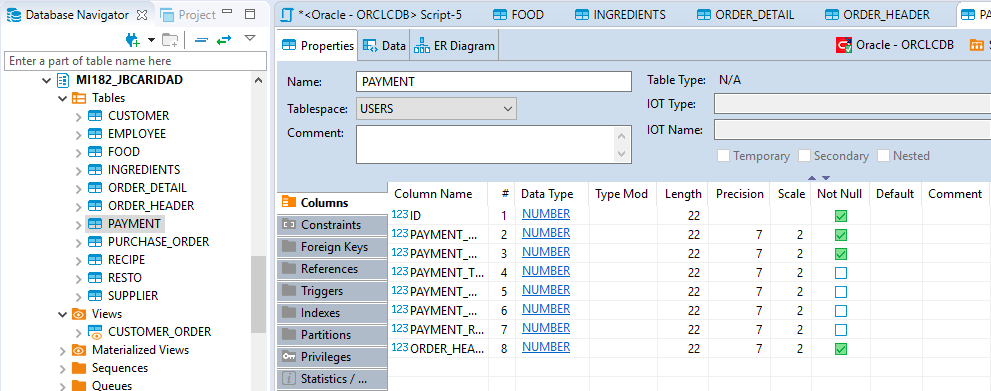 Database Navigator
Project
*<Oracle - ORCLCDB> Script-5
FOOD
INGREDIENTS
ORDER_DETAIL
ORDER_HEADER
PA
Enter a part of table name here
MI182_JBCARIDAD
Tables
CUSTOMER
EMPLOYEE
FOOD
INGREDIENTS
ORDER_DETAIL
ORDER_HEADER
PAYMENT
PURCHASE_ORDER
RECIPE
RESTO
SUPPLIER
Views
CUSTOMER_ORDER
Materialized Views
Sequences
Queues
Properties
Data
ER Diagram
Oracle - ORCLCDB
S
Name:
PAYMENT
Tablespace:
USERS
Comment:
Table Type:
N/A
IOT Type:
IOT Name:
Temporary
Secondary
Nested
Columns
Constraints
Foreign Keys
References
Triggers
Indexes
Partitions
Privileges
Statistics / ...
Column Name # Data Type Type Mod Length Precision Scale Not Null Default Comment
123 ID 1 NUMBER 22
123 PAYMENT_... 2 NUMBER 22 7 2
123 PAYMENT_... 3 NUMBER 22 7 2
123 PAYMENT_T... 4 NUMBER 22 7 2
123 PAYMENT_... 5 NUMBER 22 7 2
123 PAYMENT_... 6 NUMBER 22 7 2
123 PAYMENT_R... 7 NUMBER 22 7 2
123 ORDER_HEA... 8 NUMBER 22 7 2